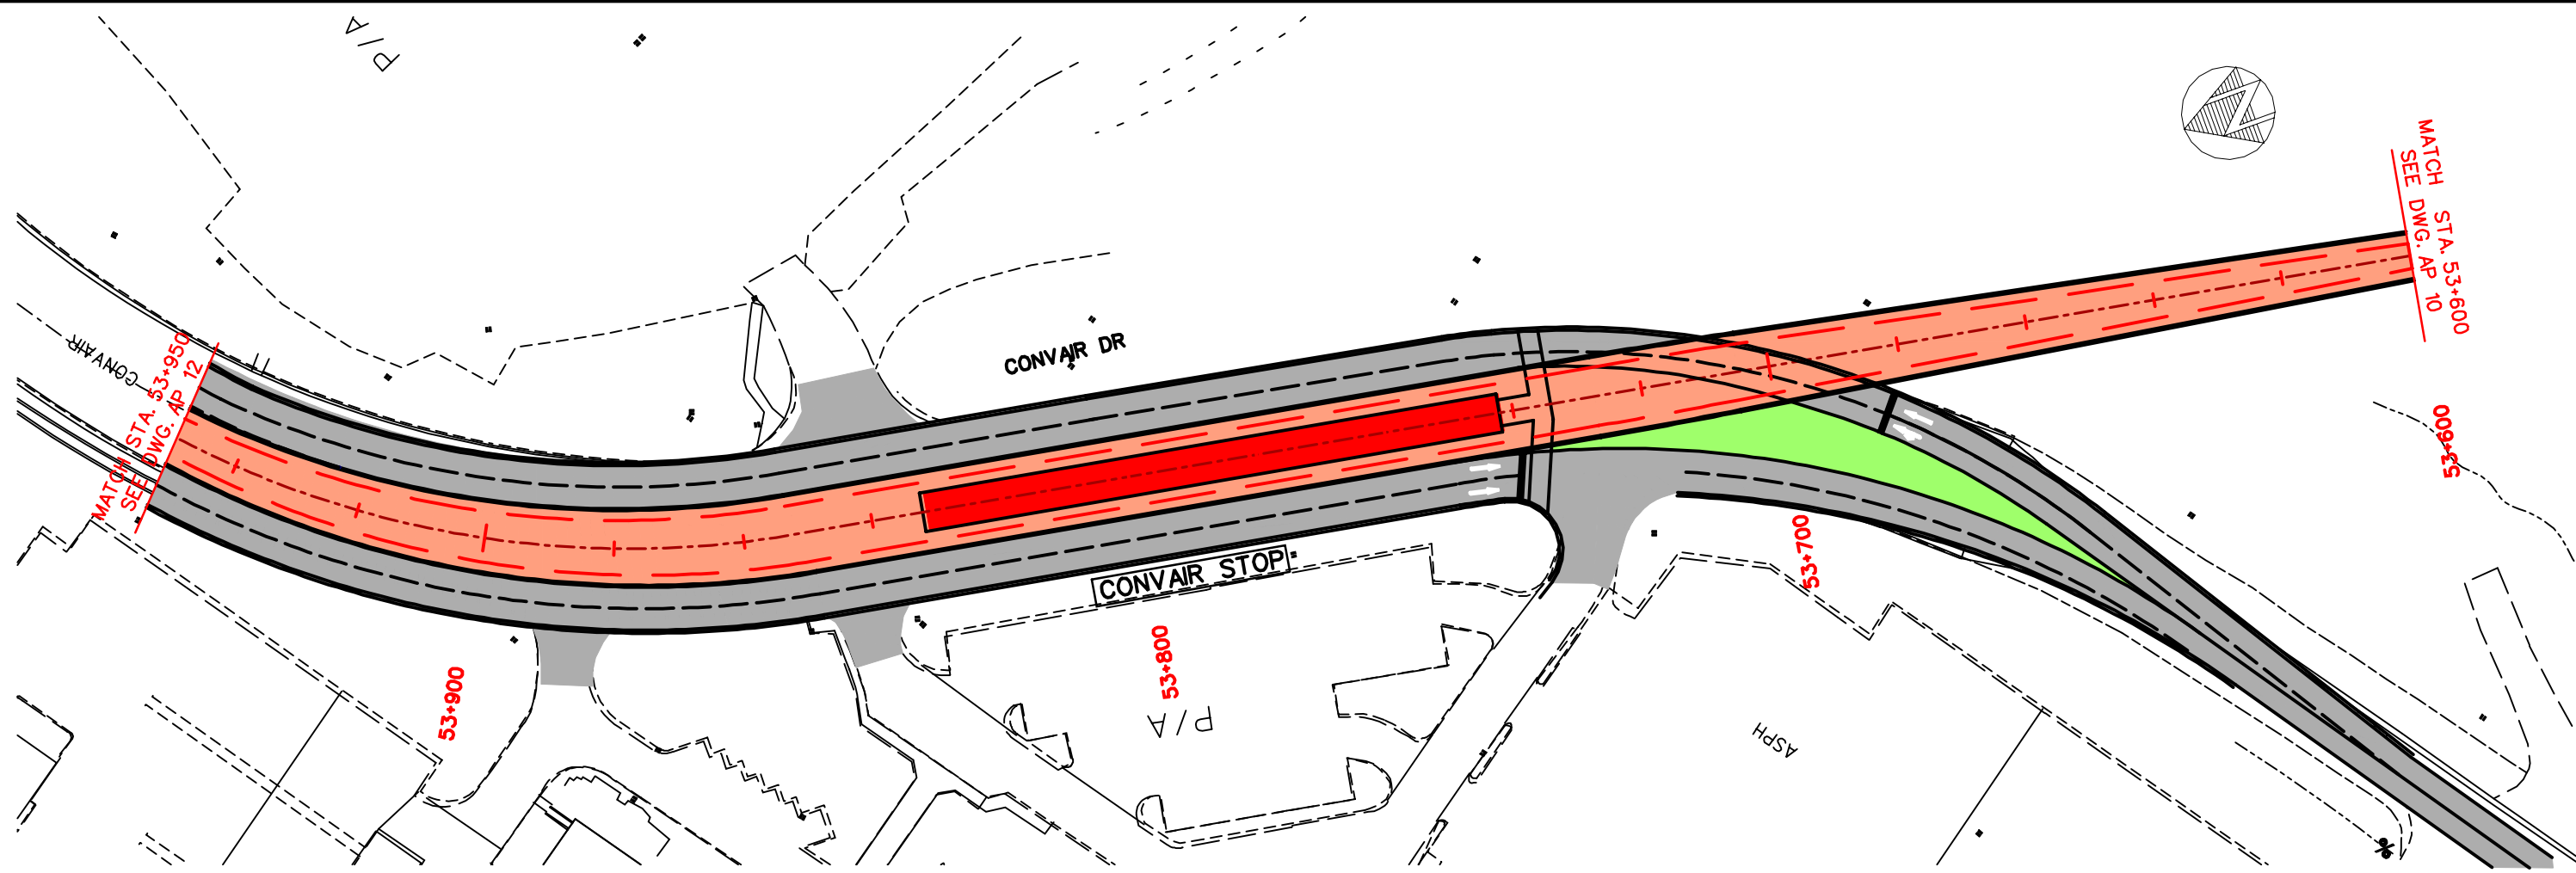 P/A
MATCH STA. 53+600
SEE DWG. AP 10
CONVAIR
MATCH STA. 53+950
SEE DWG. AP 12
CONVAIR DR
53+600
CONVAIR STOP
53+700
53+800
53+900
P/A
ASPH